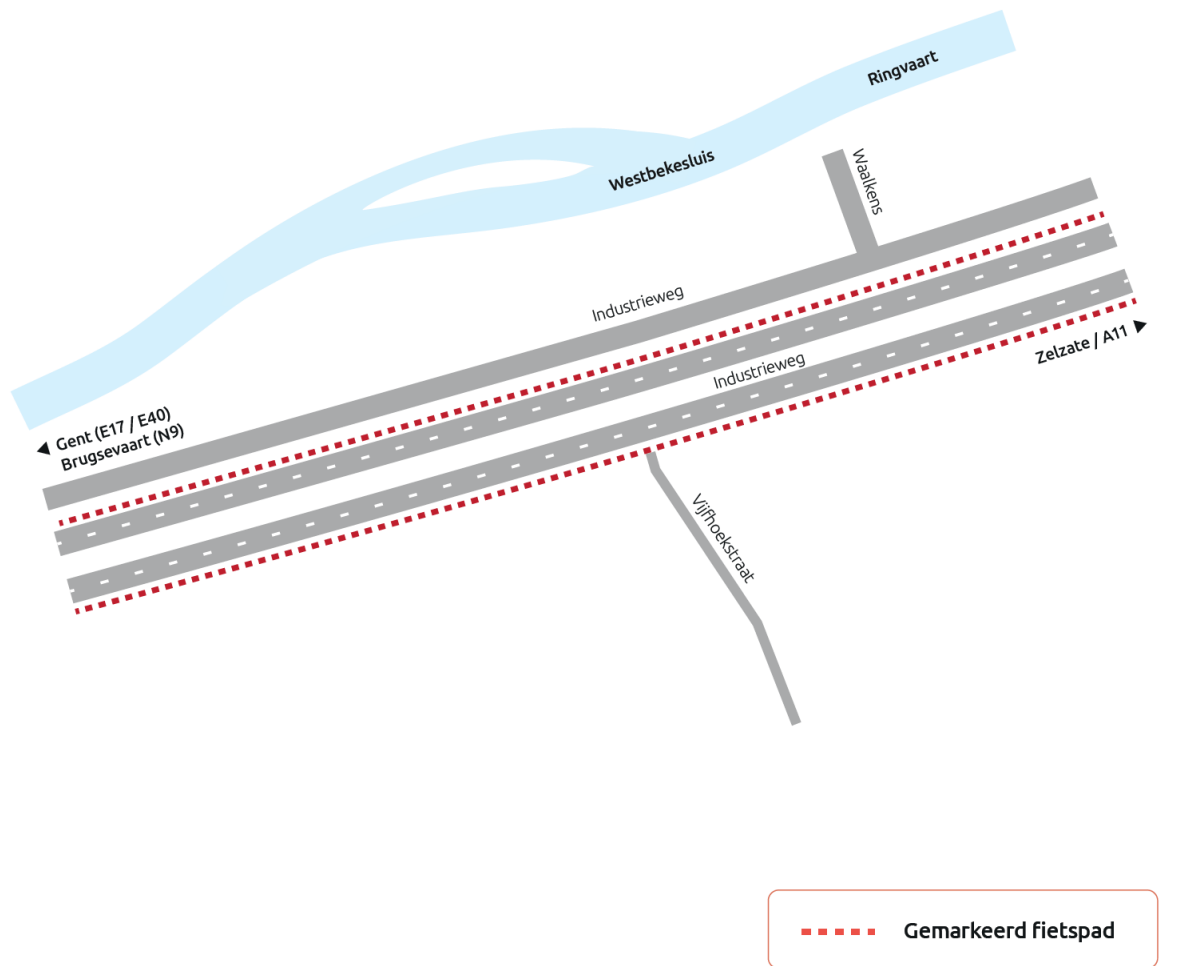 Ringvaart
Westbekesluis
Waalkens
Industrieweg
Industrieweg
Zelzate / A11
Gent (E17 / E40)
Brugsevaart (N9)
Vijfhoekstraat
Gemarkeerd fietspad